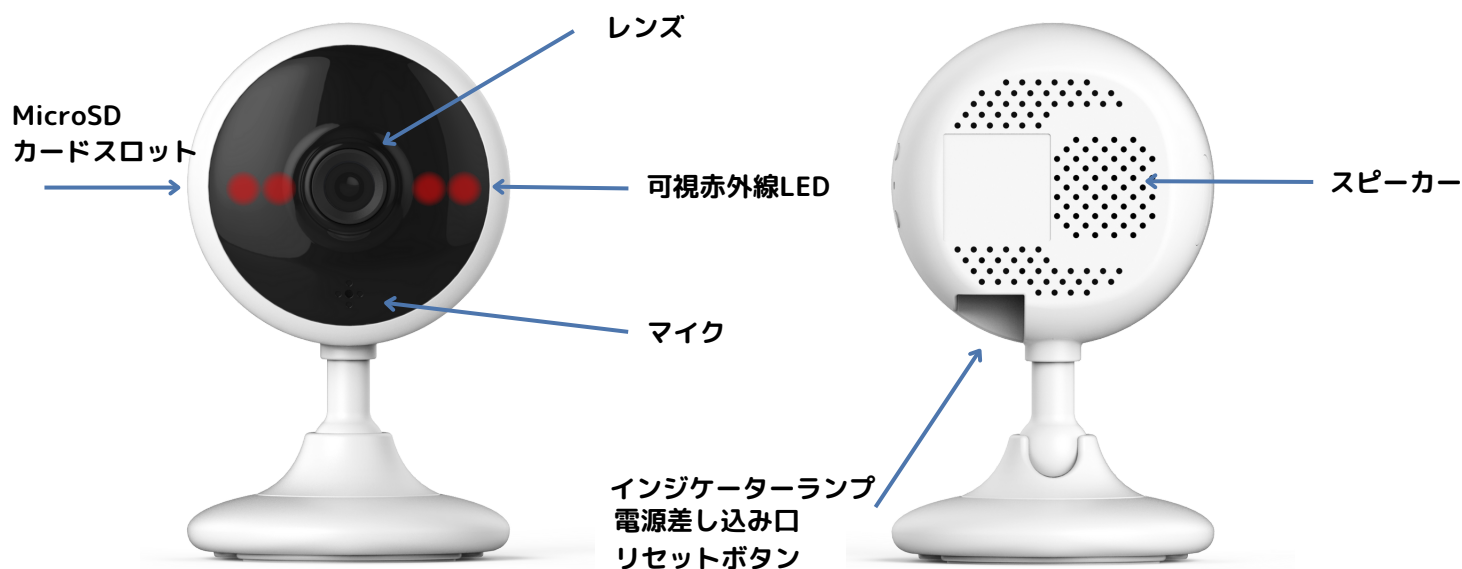 レンズ
MicroSD
カードスロット
可視赤外線LED
スピーカー
マイク
インジケーターランプ
電源差し込み口
リセットボタン